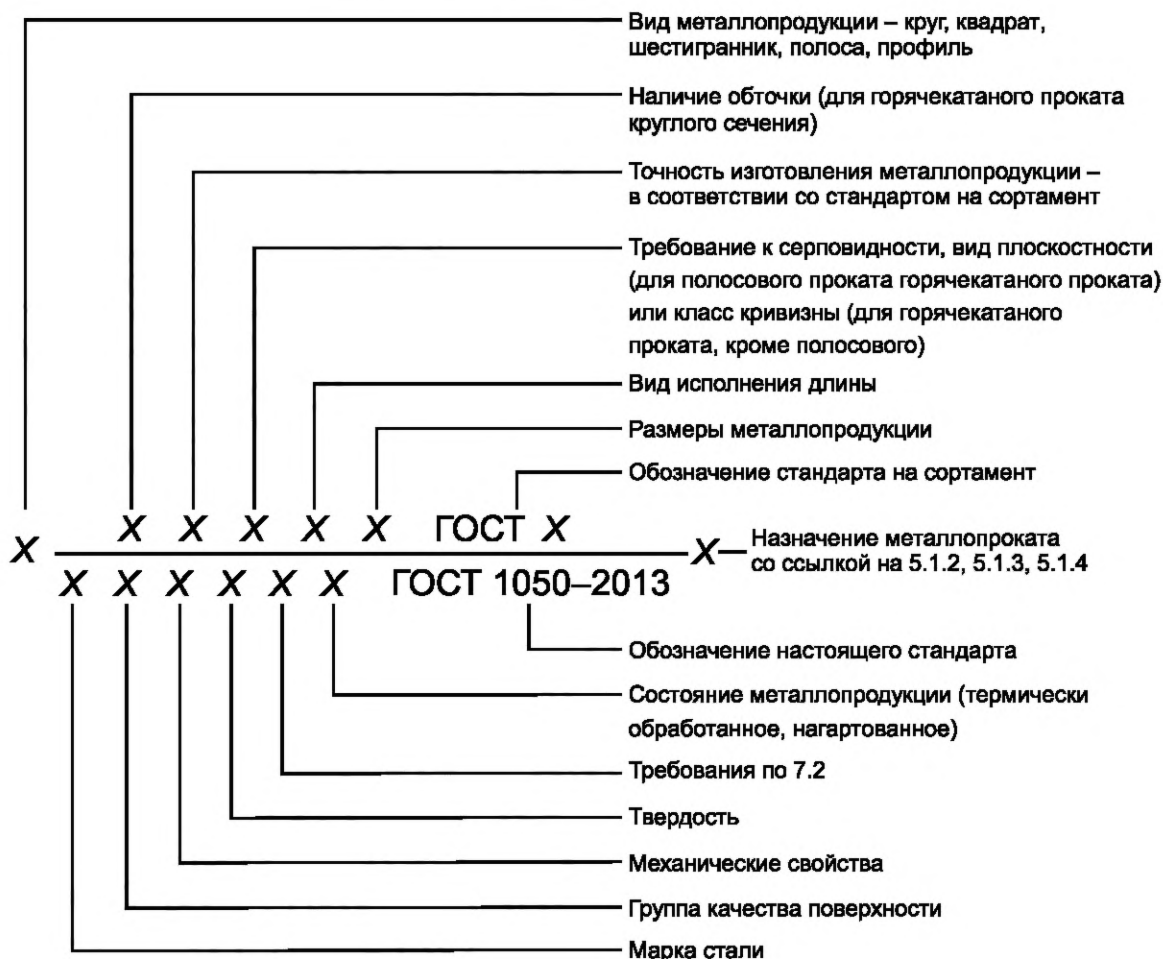 Вид металлопродукции – круг, квадрат,
шестигранник, полоса, профиль
Наличие обточки (для горячекатаного проката
круглого сечения)
Точность изготовления металлопродукции –
в соответствии со стандартом на сортамент
Требование к серповидности, вид плоскостности
(для полосового проката горячекатаного проката)
или класс кривизны (для горячекатаного
проката, кроме полосового)
Вид исполнения длины
Размеры металлопродукции
Обозначение стандарта на сортамент
X X X X X ГОСТ X
X
X
Назначение металлопроката
со ссылкой на 5.1.2, 5.1.3, 5.1.4
X X X X X X ГОСТ 1050–2013
Обозначение настоящего стандарта
Состояние металлопродукции (термически
обработанное, нагартованное)
Требования по 7.2
Твердость
Механические свойства
Группа качества поверхности
Марка стали